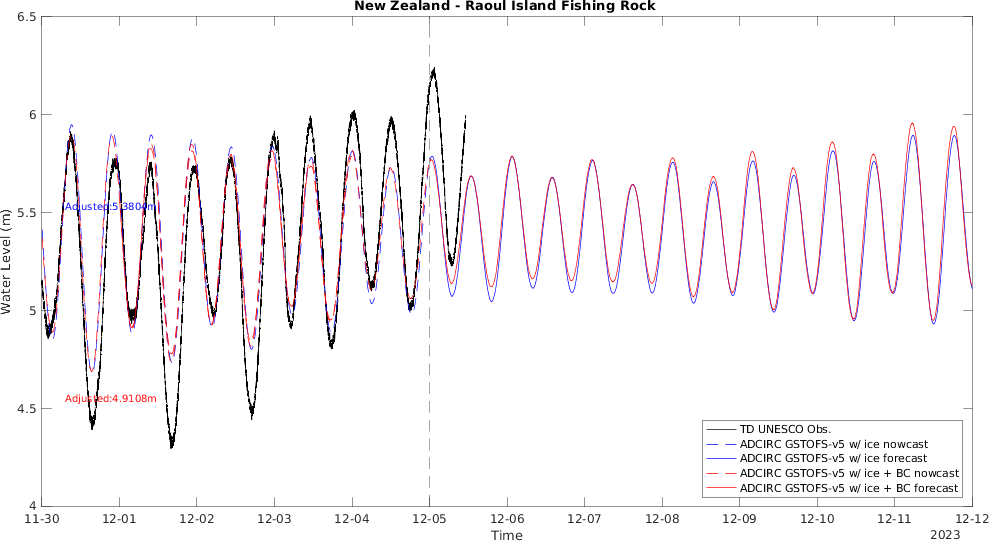 New Zealand - Raoul Island Fishing Rock
6.5
6
5.5
5
4.5
4
Water Level (m)
Adjusted:5.3804m
Adjusted:4.9108m
TD UNESCO Obs.
ADCIRC GSTOFS-v5 w/ ice nowcast
ADCIRC GSTOFS-v5 w/ ice forecast
ADCIRC GSTOFS-v5 w/ ice + BC nowcast
ADCIRC GSTOFS-v5 w/ ice + BC forecast
11-30 12-01 12-02 12-03 12-04 12-05 12-06 12-07 12-08 12-09 12-10 12-11 12-12
Time
2023